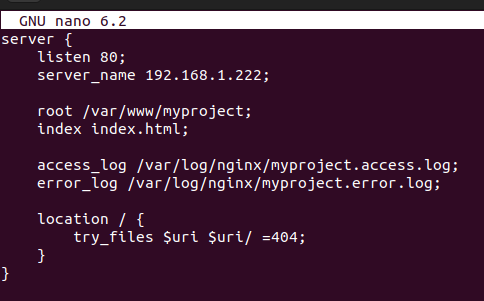 GNU nano 6.2
server {
    listen 80;
    server_name 192.168.1.222;

    root /var/www/myproject;
    index index.html;

    access_log /var/log/nginx/myproject.access.log;
    error_log /var/log/nginx/myproject.error.log;

    location / {
        try_files $uri $uri/ =404;
    }
}